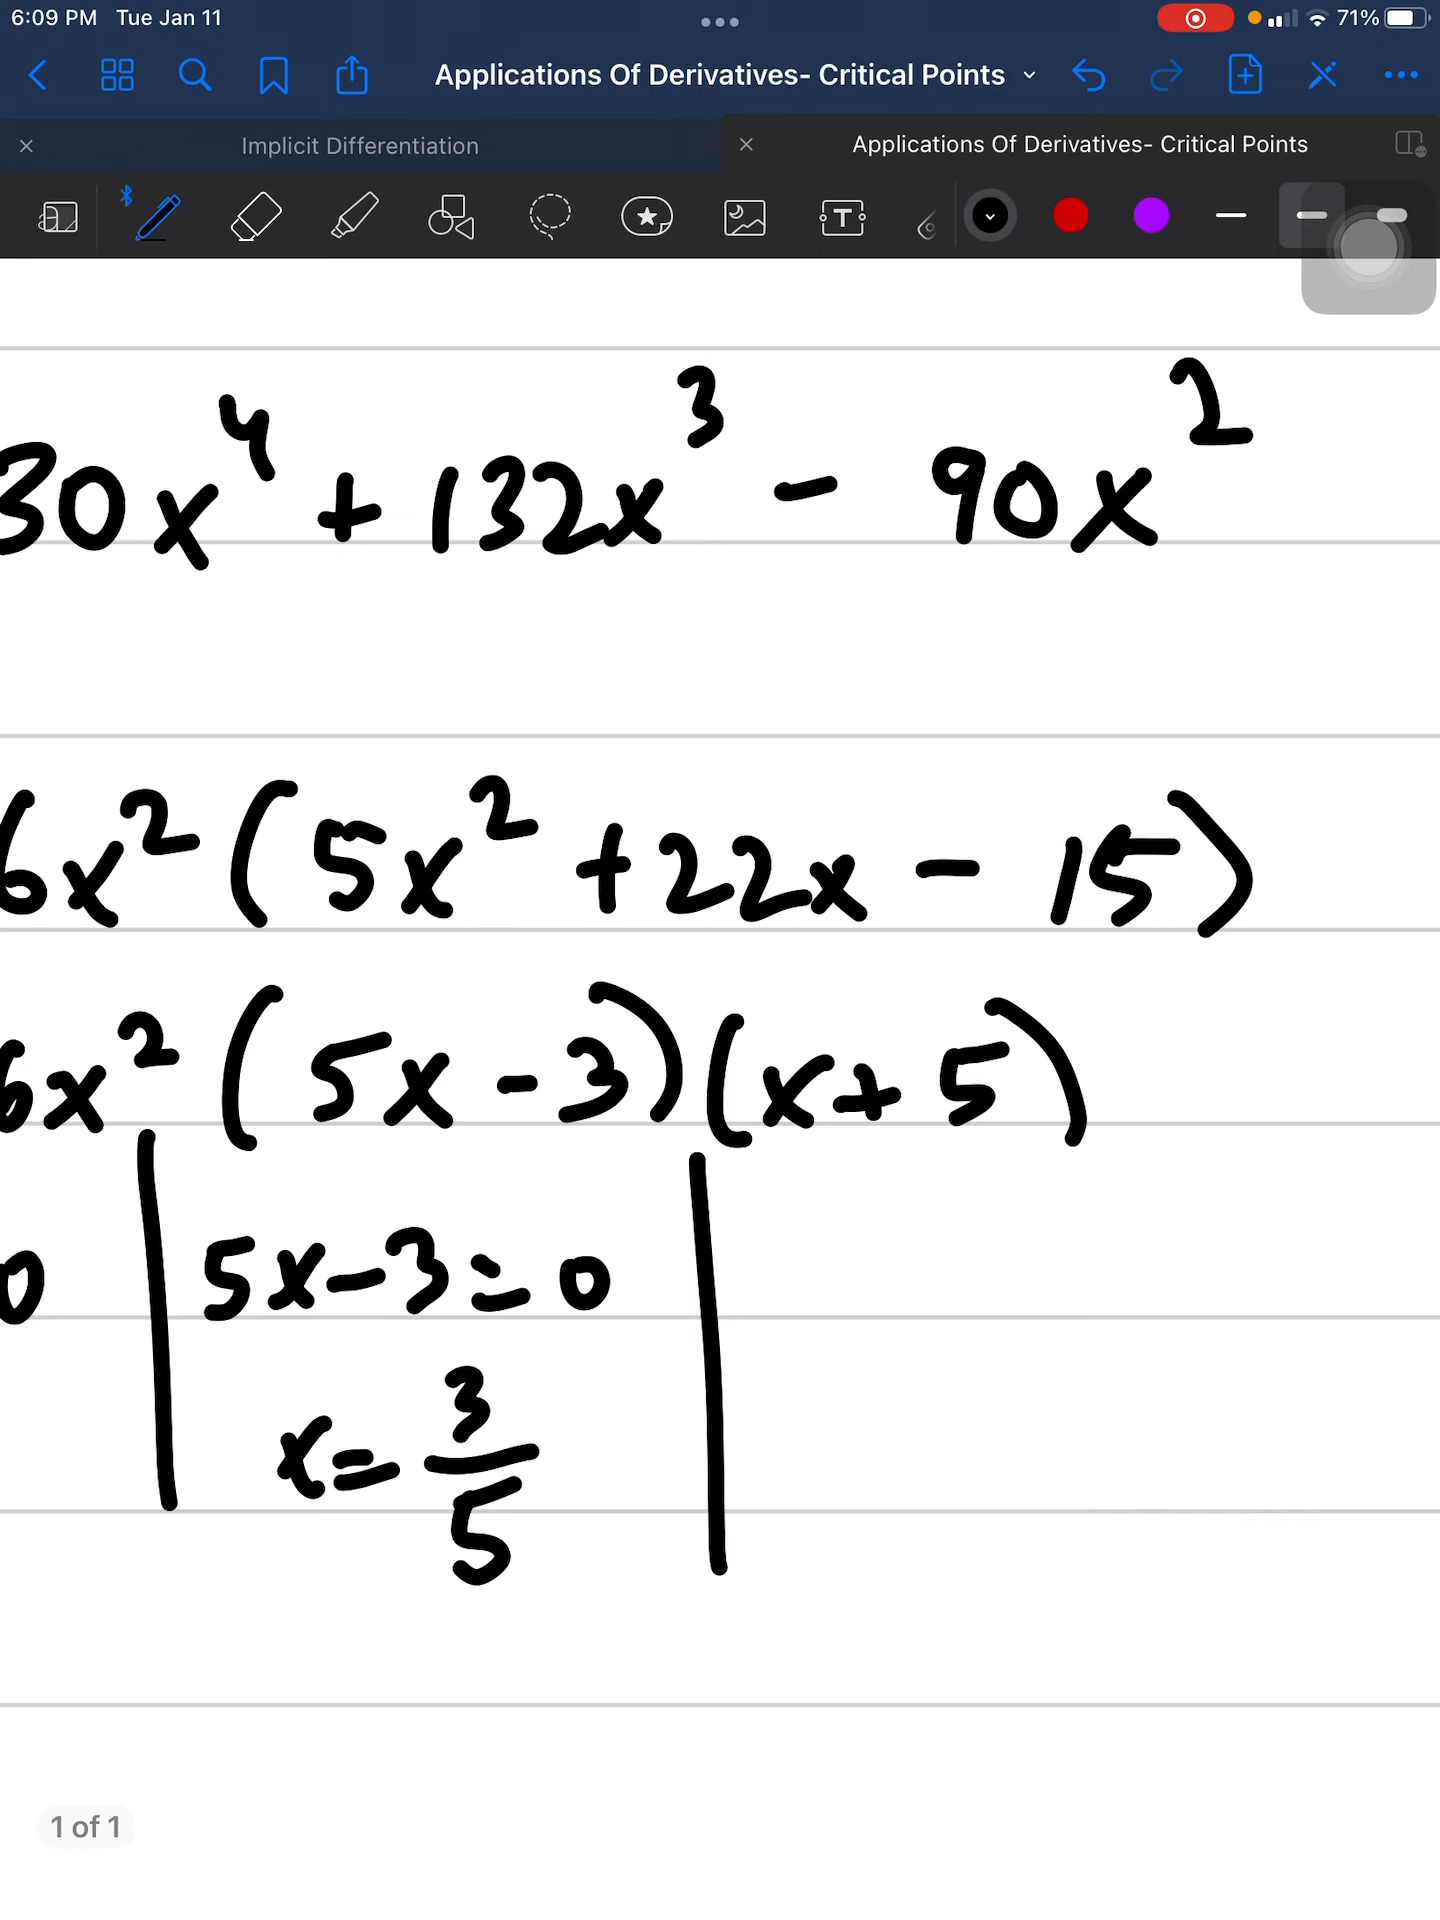 6:09 PM Tue Jan 11
71%
Applications Of Derivatives- Critical Points
Implicit Differentiation
Applications Of Derivatives- Critical Points
T
30x⁴ + 132x³ - 90x²
6x² (5x² + 22x - 15)
6x² (5x - 3)(x + 5)
0 | 5x - 3 = 0 |
x = 3/5
1 of 1